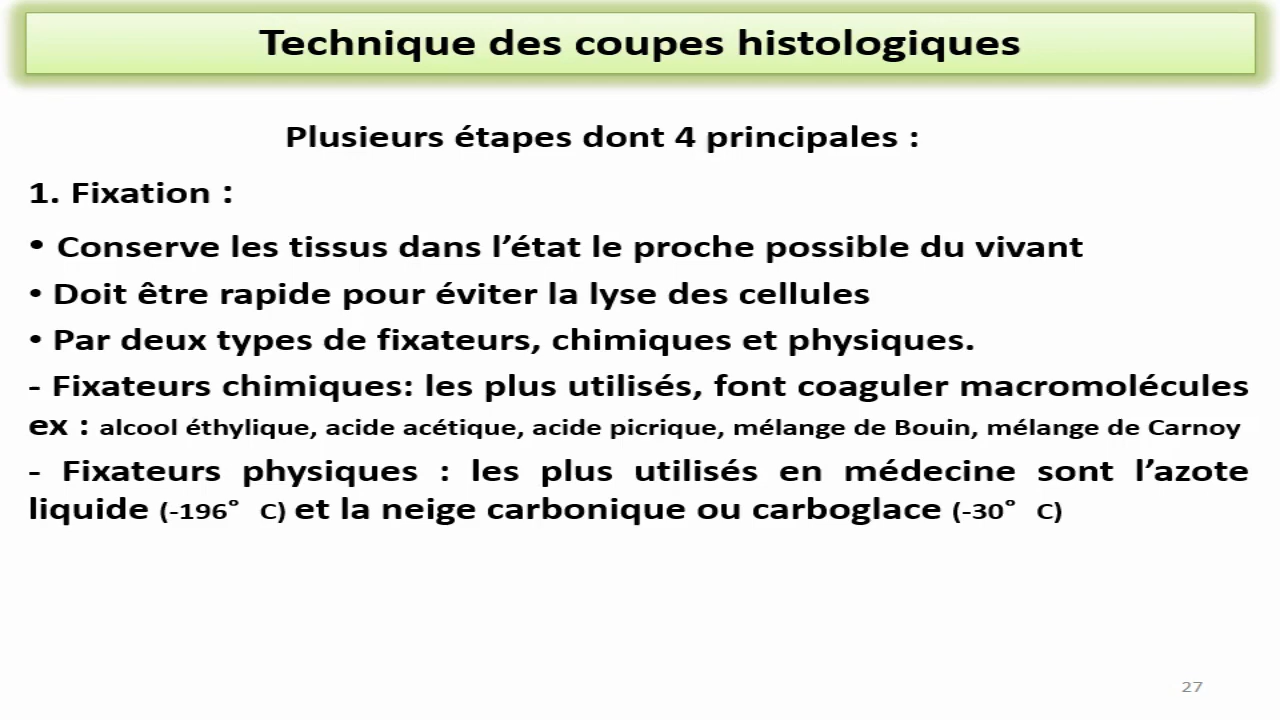 Technique des coupes histologiques
Plusieurs étapes dont 4 principales :
1. Fixation :
• Conserve les tissus dans l’état le proche possible du vivant
• Doit être rapide pour éviter la lyse des cellules
• Par deux types de fixateurs, chimiques et physiques.
- Fixateurs chimiques: les plus utilisés, font coaguler macromolécules
ex : alcool éthylique, acide acétique, acide picrique, mélange de Bouin, mélange de Carnoy
- Fixateurs physiques : les plus utilisés en médecine sont l’azote
liquide (-196° C) et la neige carbonique ou carboglace (-30° C)
27